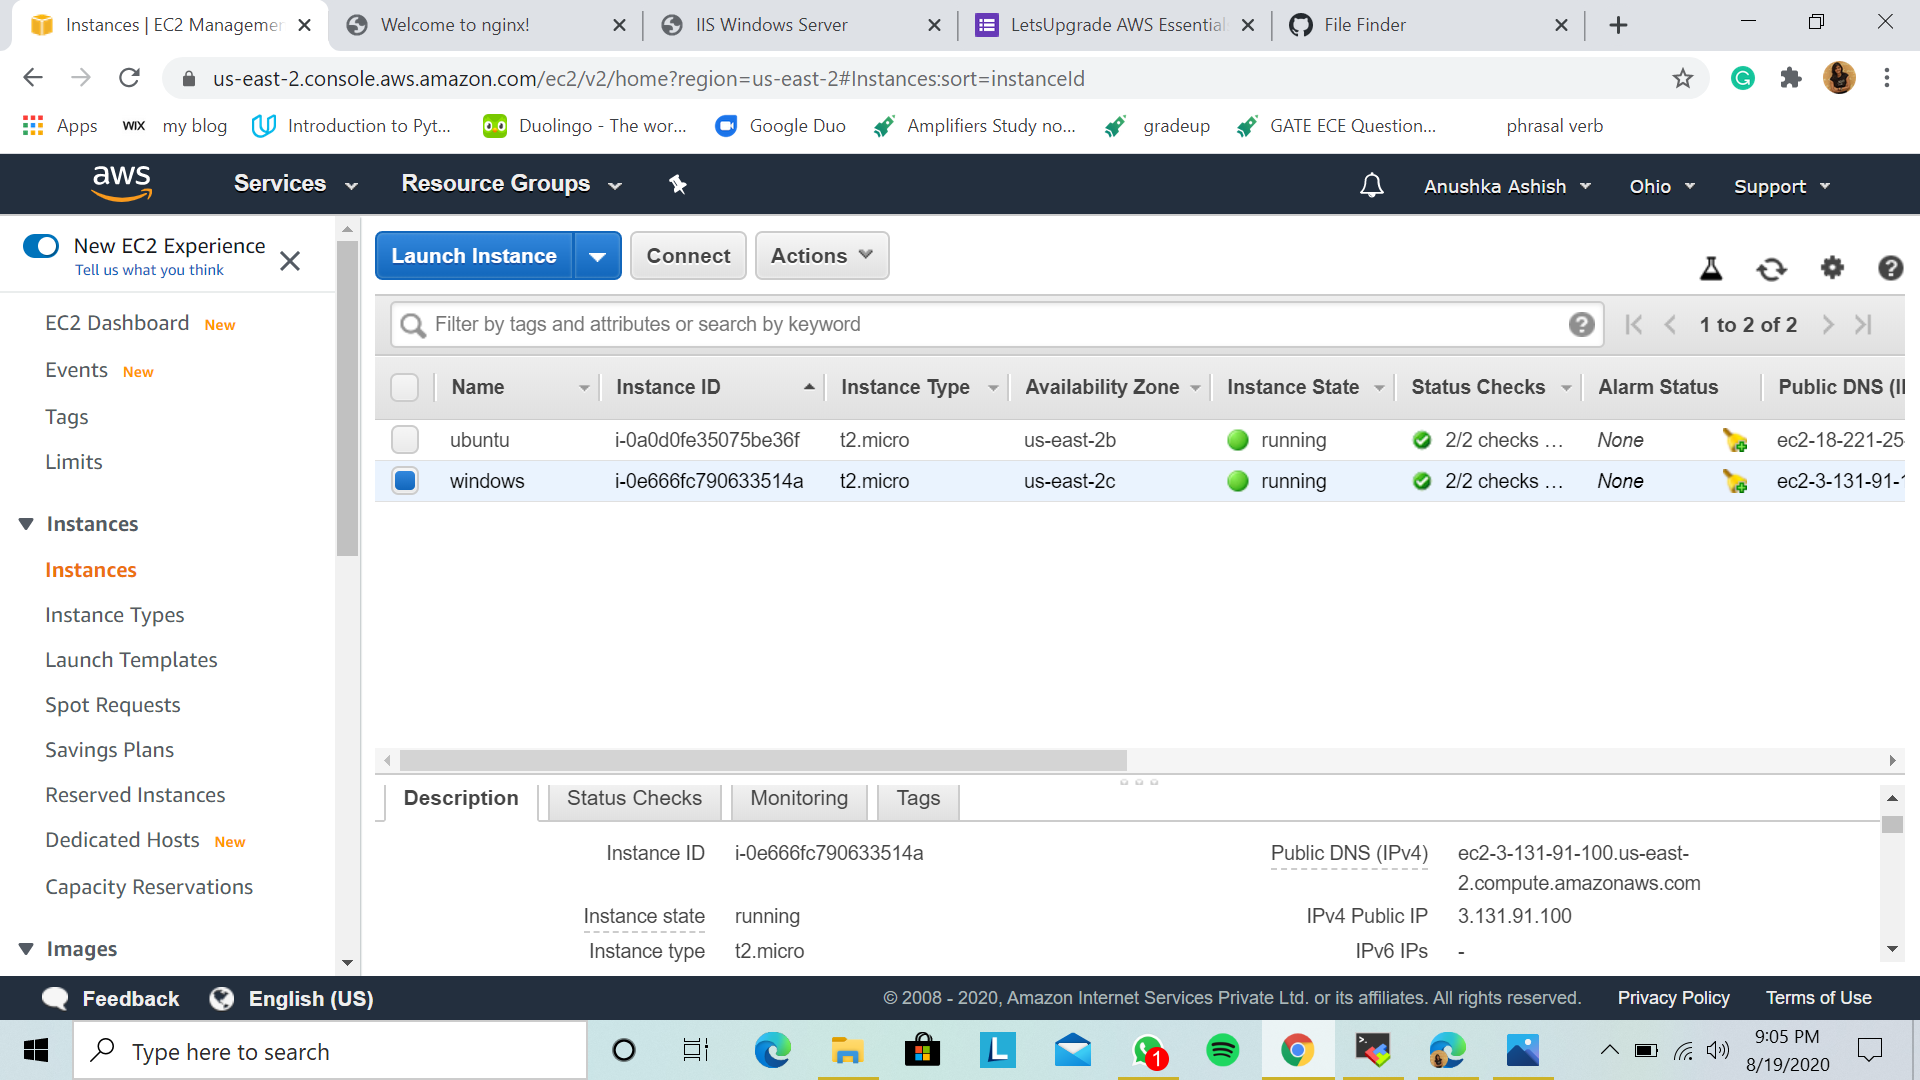 Instances | EC2 Managemen
Welcome to nginx!
IIS Windows Server
LetsUpgrade AWS Essential
File Finder
us-east-2.console.aws.amazon.com/ec2/v2/home?region=us-east-2#Instances:sort=instanceId
Apps
WIX my blog
Introduction to Pyt...
Duolingo - The wor...
Google Duo
Amplifiers Study no...
gradeup
GATE ECE Question...
phrasal verb
aws
Services
Resource Groups
Anushka Ashish
Ohio
Support
New EC2 Experience
Tell us what you think
EC2 Dashboard New
Events New
Tags
Limits
Instances
Instances
Instance Types
Launch Templates
Spot Requests
Savings Plans
Reserved Instances
Dedicated Hosts New
Capacity Reservations
Images
Launch Instance
Connect
Actions
Filter by tags and attributes or search by keyword
1 to 2 of 2
Name Instance ID Instance Type Availability Zone Instance State Status Checks Alarm Status Public DNS (I
ubuntu i-0a0d0fe35075be36f t2.micro us-east-2b running 2/2 checks ... None ec2-18-221-25
windows i-0e666fc790633514a t2.micro us-east-2c running 2/2 checks ... None ec2-3-131-91-1
Description
Status Checks
Monitoring
Tags
Instance ID i-0e666fc790633514a
Instance state running
Instance type t2.micro
Public DNS (IPv4) ec2-3-131-91-100.us-east-
2.compute.amazonaws.com
IPv4 Public IP 3.131.91.100
IPv6 IPs -
Feedback
English (US)
© 2008 - 2020, Amazon Internet Services Private Ltd. or its affiliates. All rights reserved.
Privacy Policy
Terms of Use
Type here to search
L
1
9:05 PM
8/19/2020